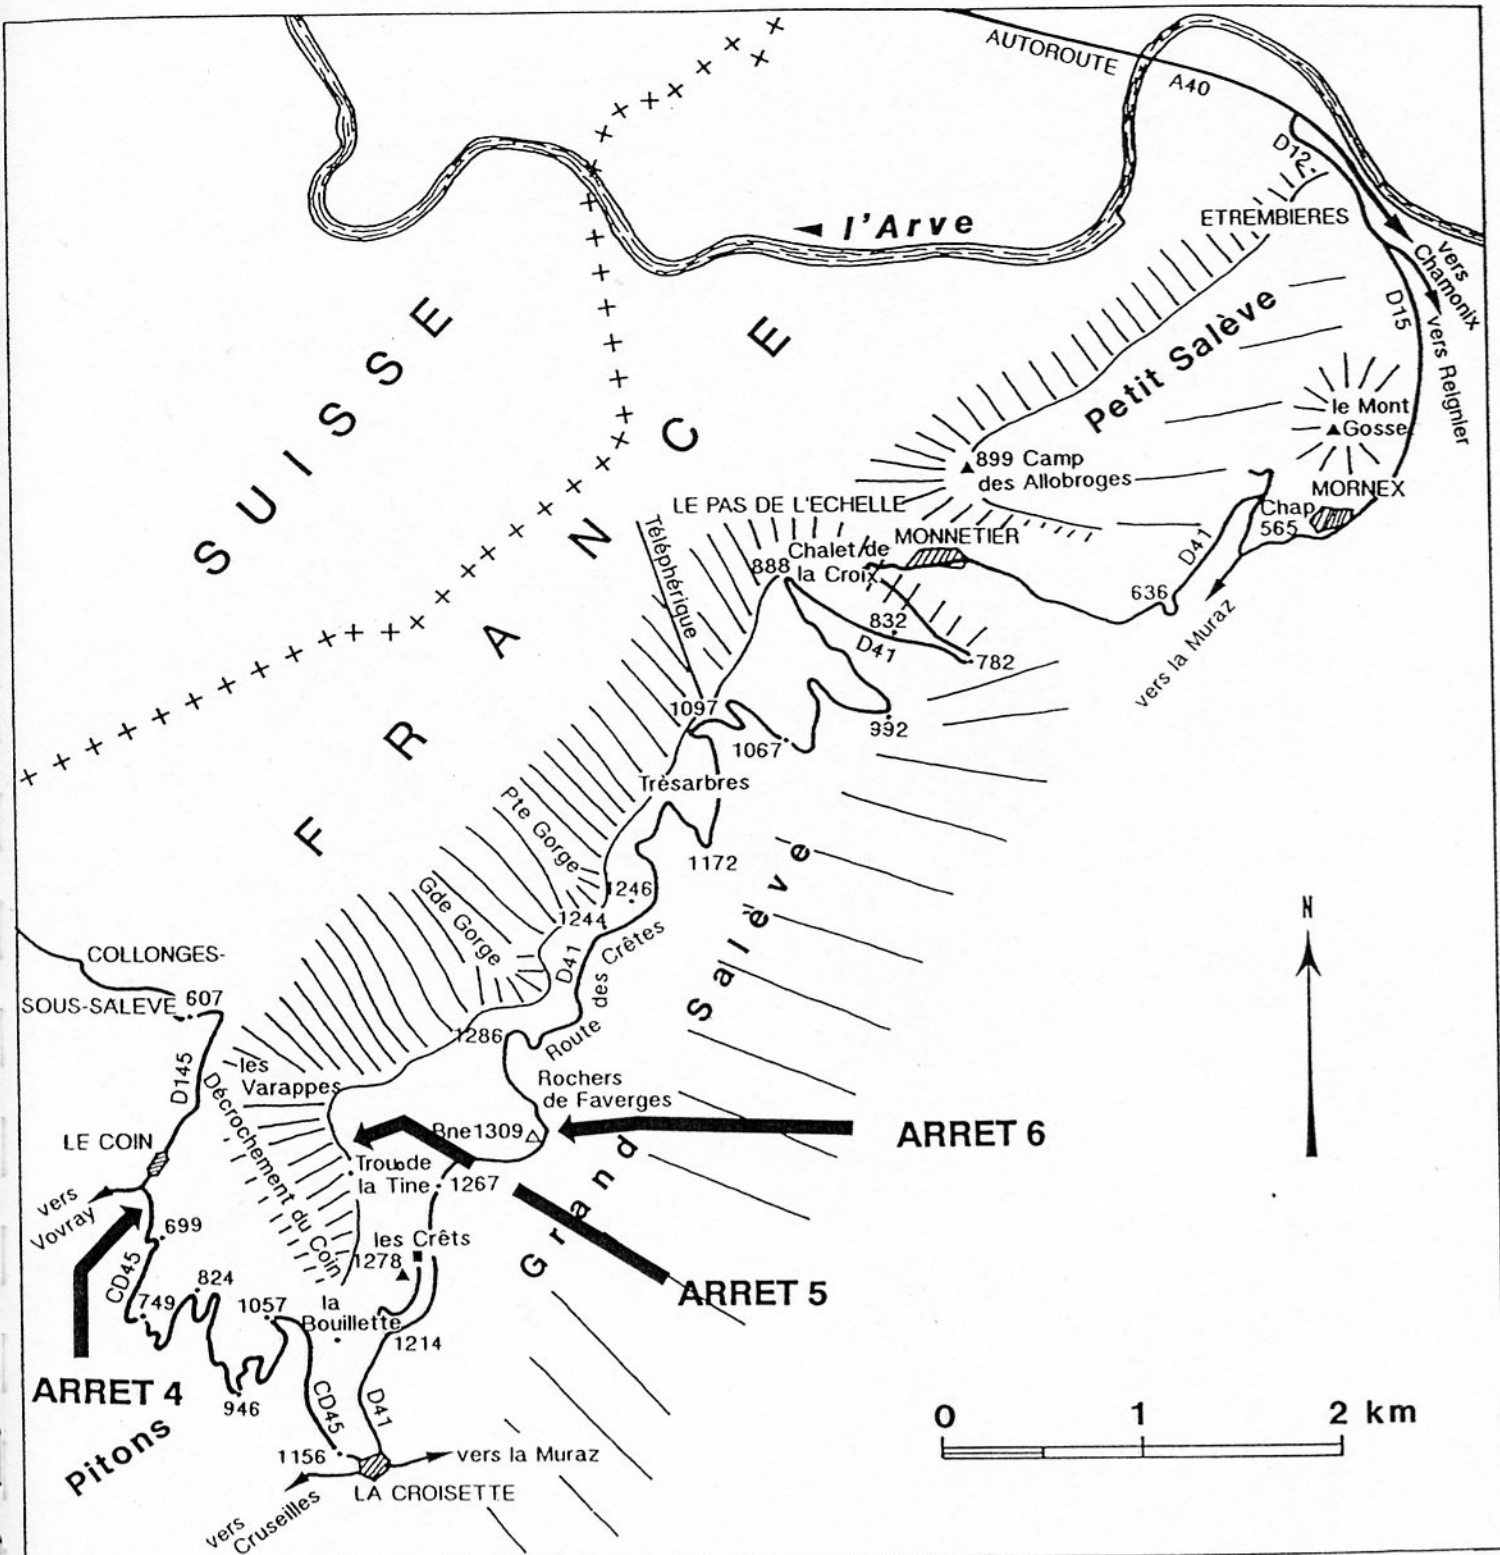 AUTOROUTE
A40
D12
ETREMBIERES
l'Arve
vers
Chamonix
D15
vers Reignier
SUISSE
FRANCE
Petit Salève
le Mont
Gosse
899 Camp
des Allobroges
MORNEX
Chap
565
LE PAS DE L'ECHELLE
MONNETIER
Téléphérique
Chalet de
la Croix
888
D41
636
832
D41
782
vers la Muraz
1097
992
1067
Trèsarbres
Pte Gorge
1172
1246
Gde Gorge
1244
D41
Route des Crêtes
Grand Salève
N
COLLONGES-
SOUS-SALEVE
607
1286
les
Varappes
D145
Décrochement du Coin
Rochers
de Faverges
LE COIN
Bne1309
ARRET 6
Trou de
la Tine
1267
vers
Vovray
699
les Crêts
1278
CD45
824
749
1057
la
Bouillette
ARRET 5
1214
ARRET 4
946
CD45
D41
Pitons
1156
vers la Muraz
LA CROISETTE
vers
Cruseilles
0 1 2 km